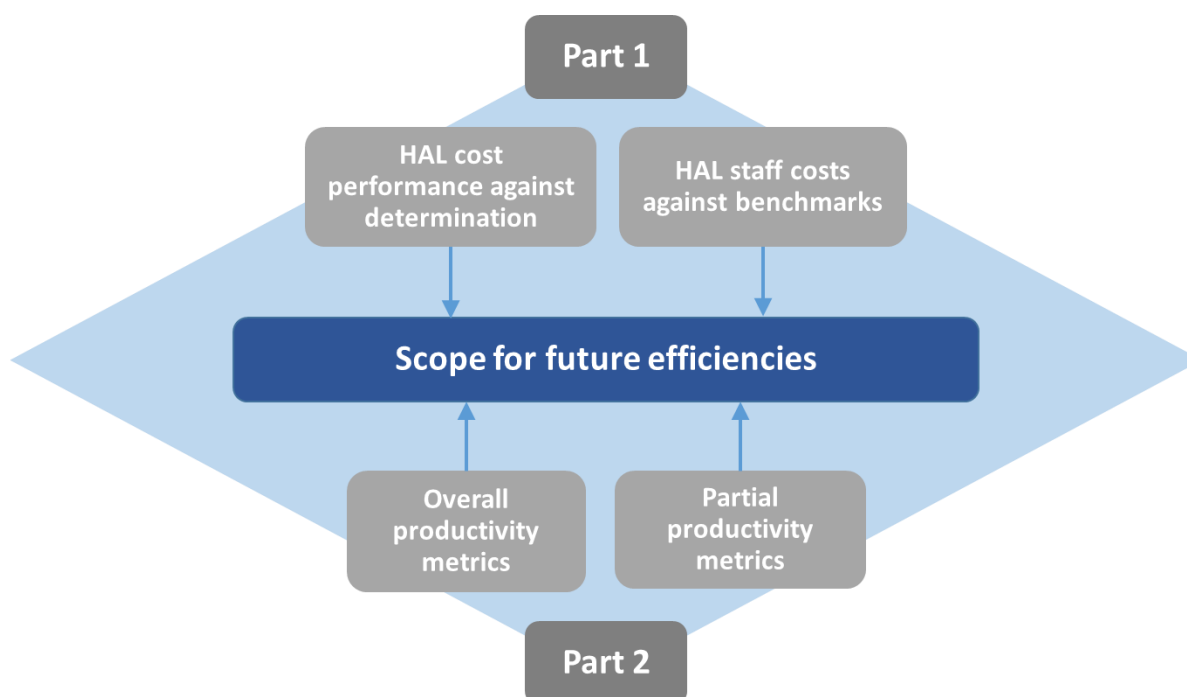 Part 1
HAL cost
performance against
determination
HAL staff costs
against benchmarks
Scope for future efficiencies
Overall
productivity
metrics
Partial
productivity
metrics
Part 2